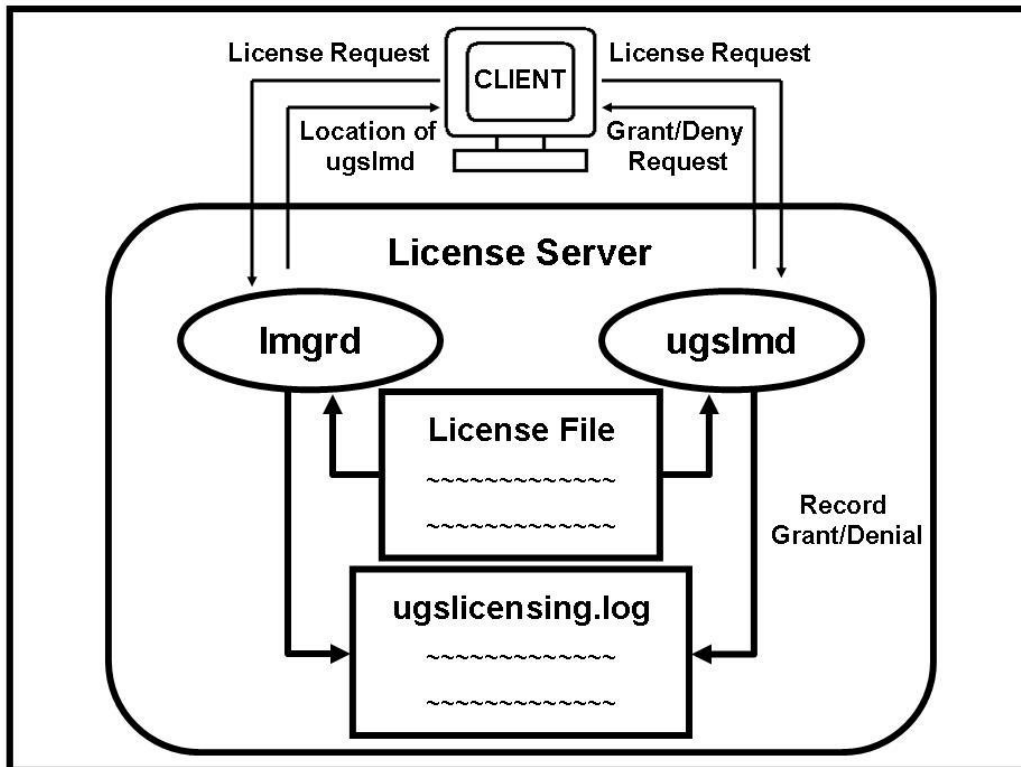 License Request
CLIENT
License Request
Location of
ugslmd
Grant/Deny
Request
License Server
lmgrd
ugslmd
License File
~~~~~~~~~~~~~
~~~~~~~~~~~~~
Record
Grant/Denial
ugslicensing.log
~~~~~~~~~~~~~
~~~~~~~~~~~~~